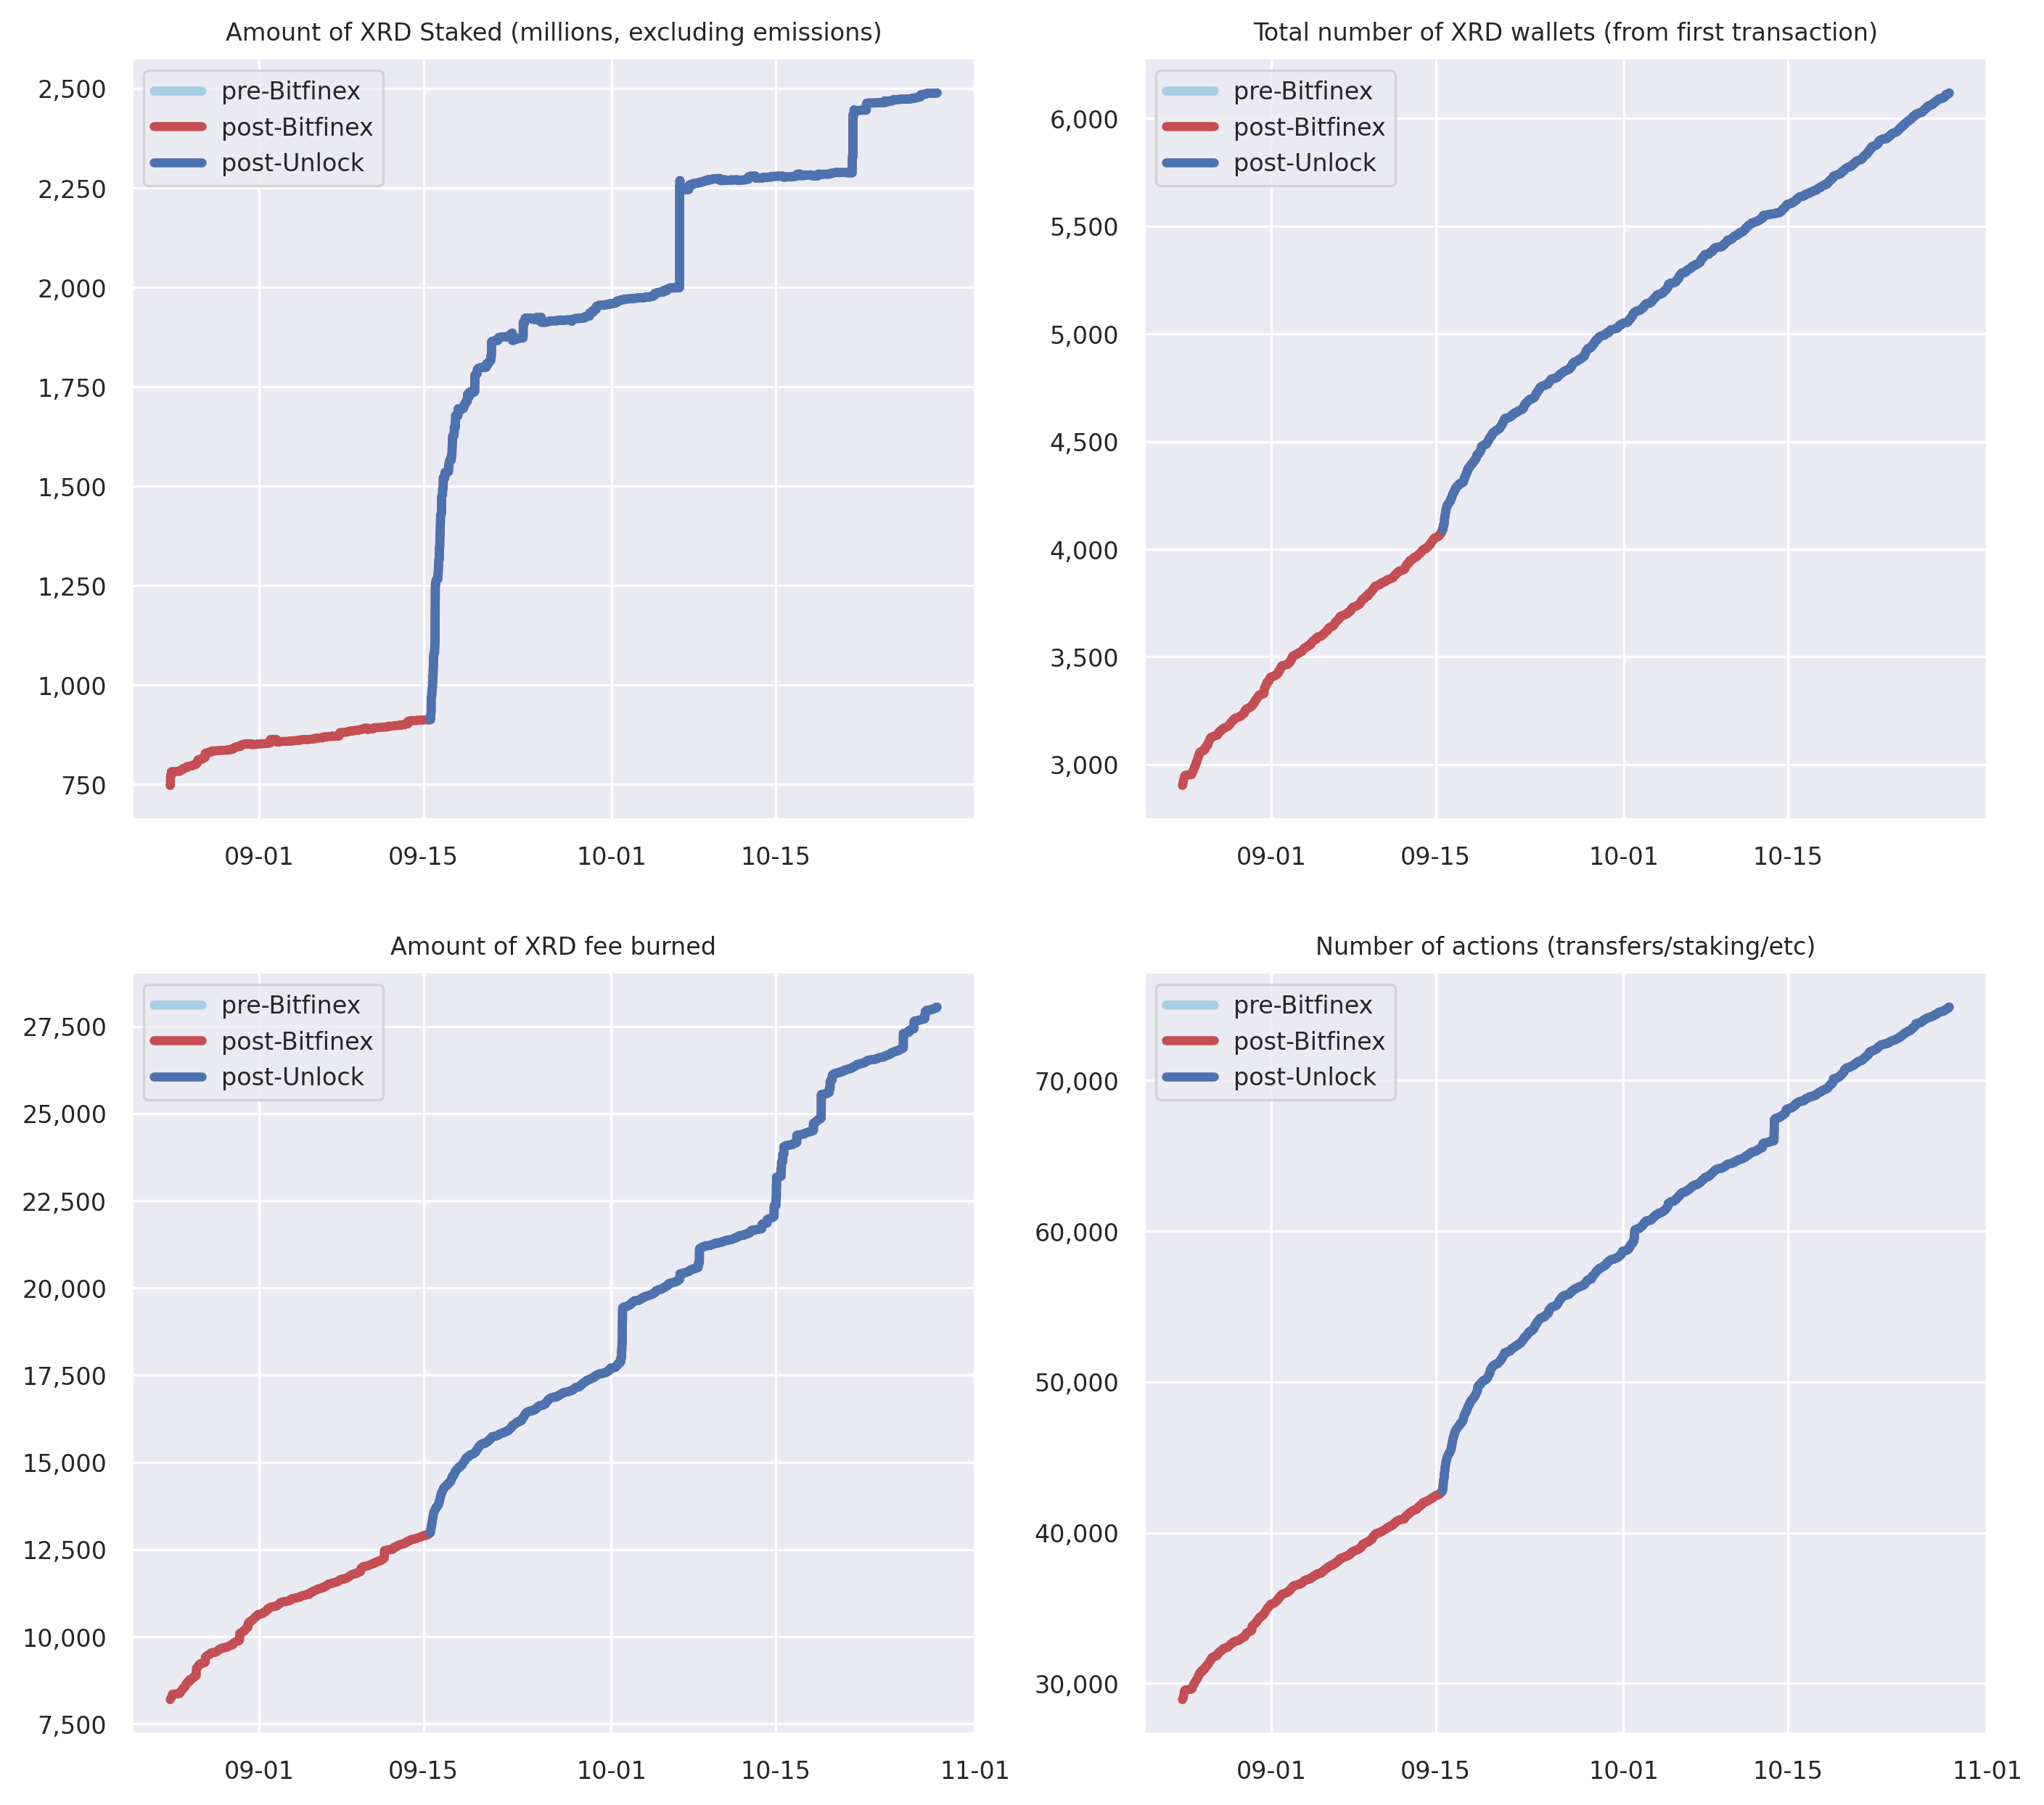 Amount of XRD Staked (millions, excluding emissions)
2,500
2,250
2,000
1,750
1,500
1,250
1,000
750
pre-Bitfinex
post-Bitfinex
post-Unlock
09-01 09-15 10-01 10-15
Total number of XRD wallets (from first transaction)
6,000
5,500
5,000
4,500
4,000
3,500
3,000
pre-Bitfinex
post-Bitfinex
post-Unlock
09-01 09-15 10-01 10-15
Amount of XRD fee burned
27,500
25,000
22,500
20,000
17,500
15,000
12,500
10,000
7,500
pre-Bitfinex
post-Bitfinex
post-Unlock
09-01 09-15 10-01 10-15 11-01
Number of actions (transfers/staking/etc)
70,000
60,000
50,000
40,000
30,000
pre-Bitfinex
post-Bitfinex
post-Unlock
09-01 09-15 10-01 10-15 11-01